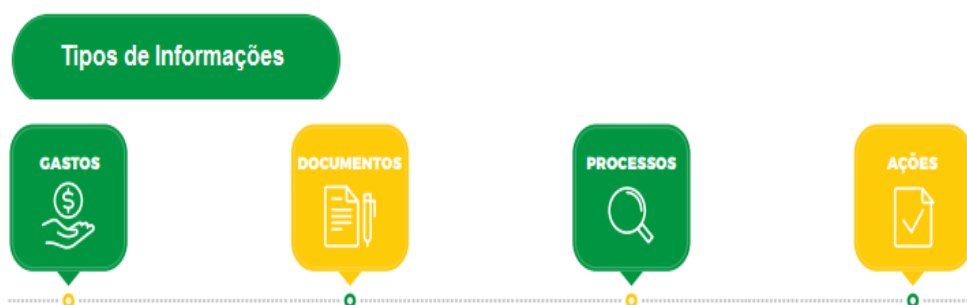 Tipos de Informações
GASTOS
DOCUMENTOS
PROCESSOS
AÇÕES